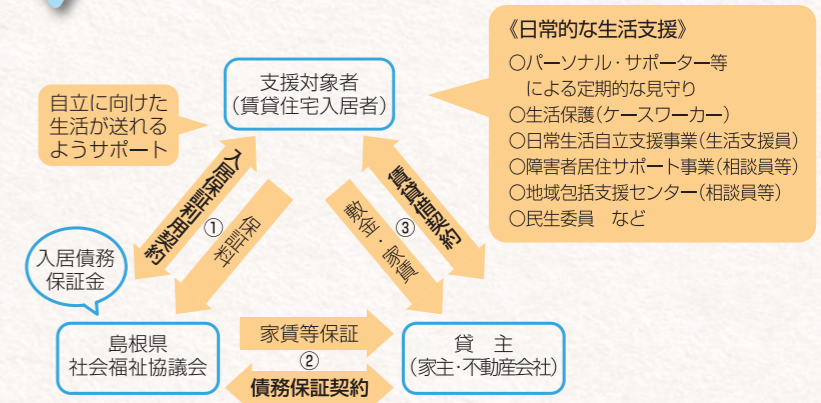 《日常的な生活支援》
○パーソナル・サポーター等
による定期的な見守り
○生活保護(ケースワーカー)
○日常生活自立支援事業(生活支援員)
○障害者居住サポート事業(相談員等)
○地域包括支援センター(相談員等)
○民生委員　など
支援対象者
(賃貸住宅入居者)
自立に向けた
生活が送れる
ようサポート
入居保証利用契約
①
保証料
敷金・家賃
③
賃貸借契約
入居債務
保証金
島根県
社会福祉協議会
家賃等保証
②
債務保証契約
貸　主
(家主・不動産会社)